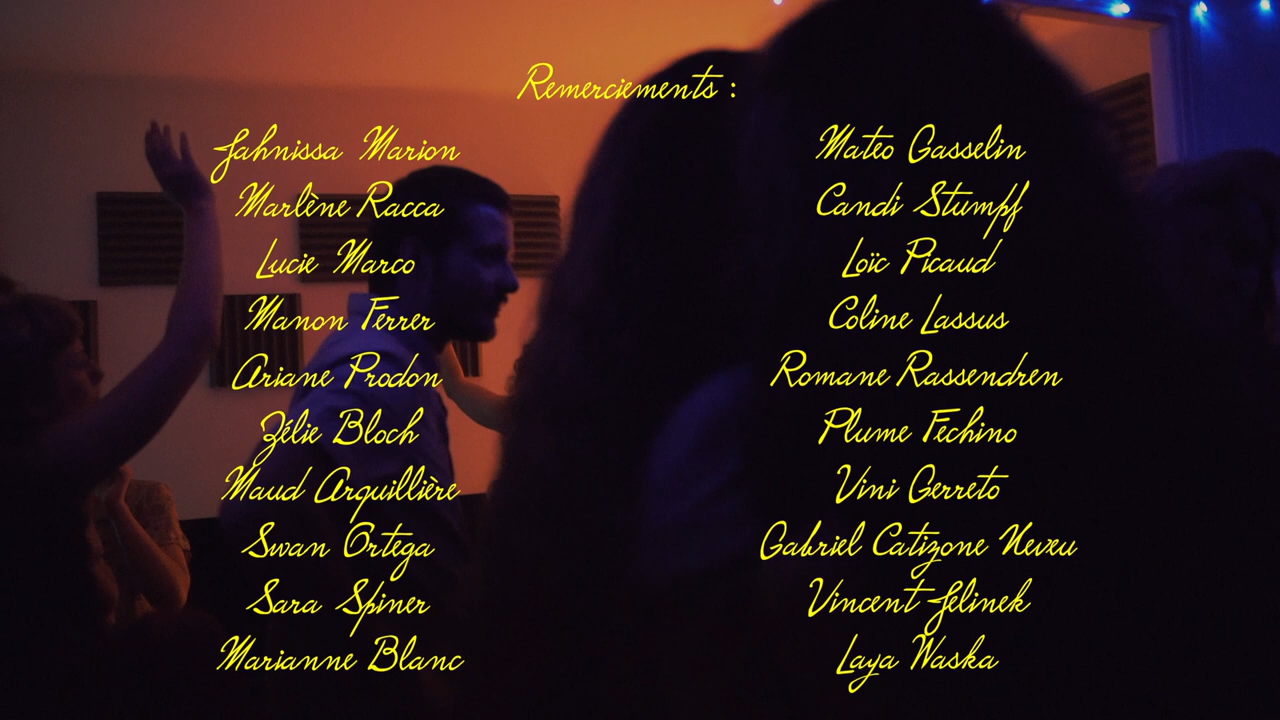 Remerciements :
Jahnissa Marion
Marlène Racca
Lucie Marco
Manon Ferrer
Ariane Prodon
Zélie Bloch
Maud Arquillière
Swan Ortega
Sara Spiner
Marianne Blanc
Mateo Gasselin
Candi Stumpf
Loïc Picaud
Coline Lassus
Romane Rassendren
Plume Féchino
Vini Gerreto
Gabriel Catizone Neveu
Vincent Jelinek
Laya Waska